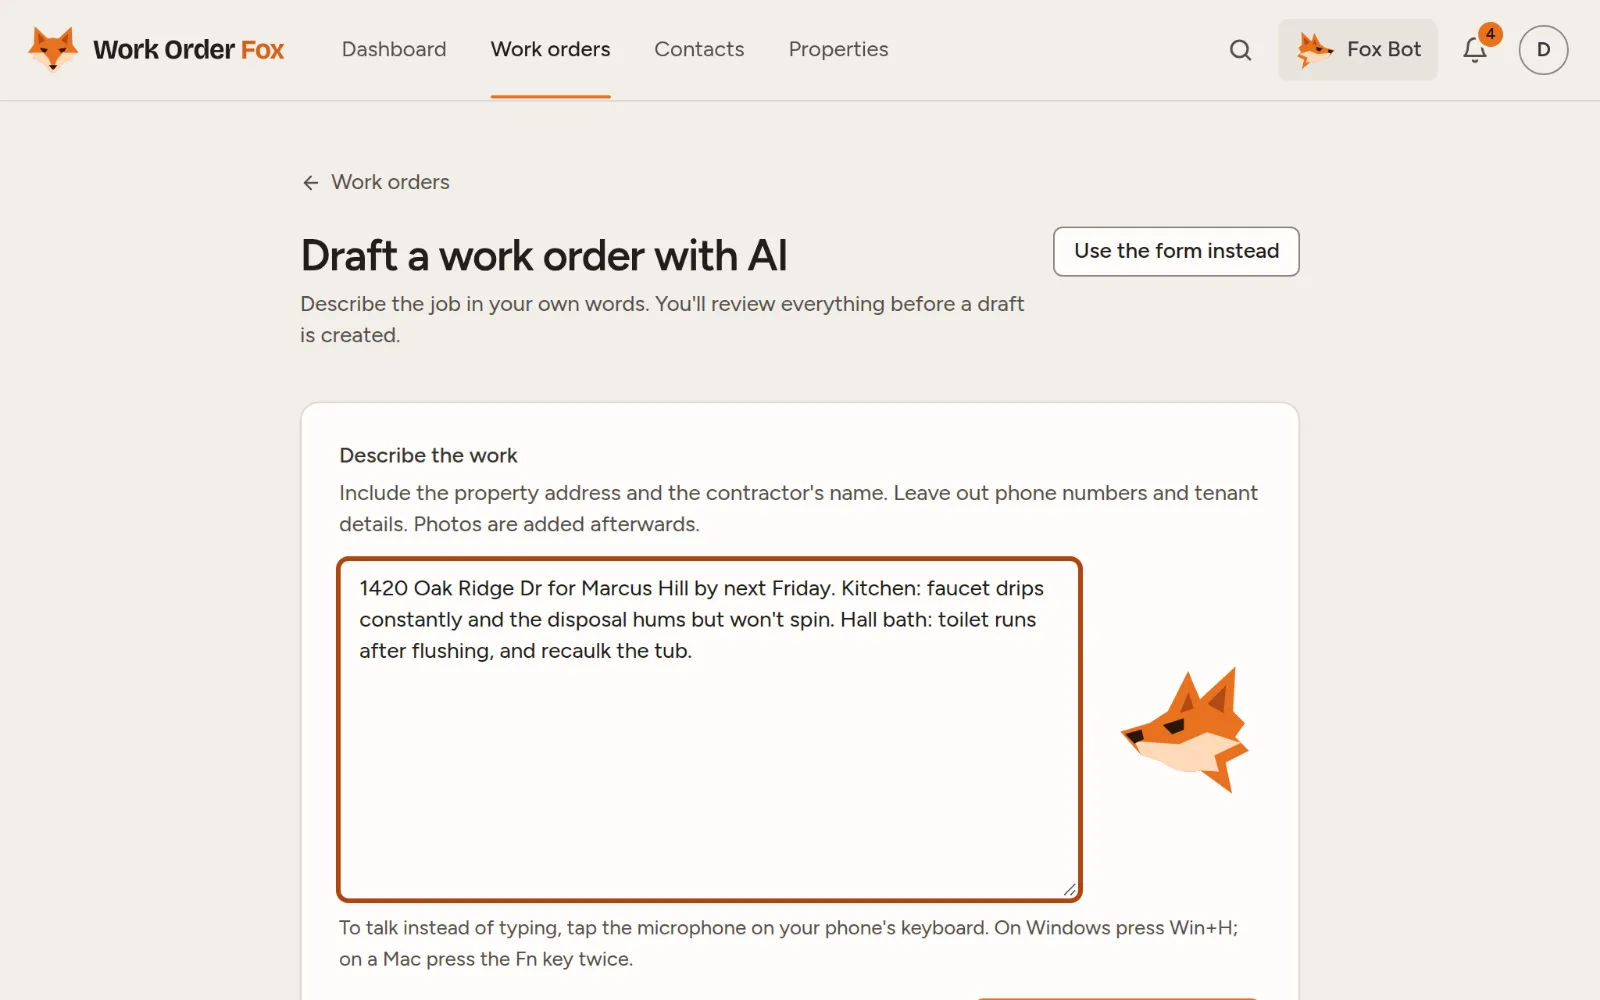 Work Order Fox
Dashboard
Work orders
Contacts
Properties
Fox Bot
4
D
← Work orders
Draft a work order with AI
Use the form instead
Describe the job in your own words. You'll review everything before a draft
is created.
Describe the work
Include the property address and the contractor's name. Leave out phone numbers and tenant
details. Photos are added afterwards.
1420 Oak Ridge Dr for Marcus Hill by next Friday. Kitchen: faucet drips
constantly and the disposal hums but won't spin. Hall bath: toilet runs
after flushing, and recaulk the tub.
To talk instead of typing, tap the microphone on your phone's keyboard. On Windows press Win+H;
on a Mac press the Fn key twice.